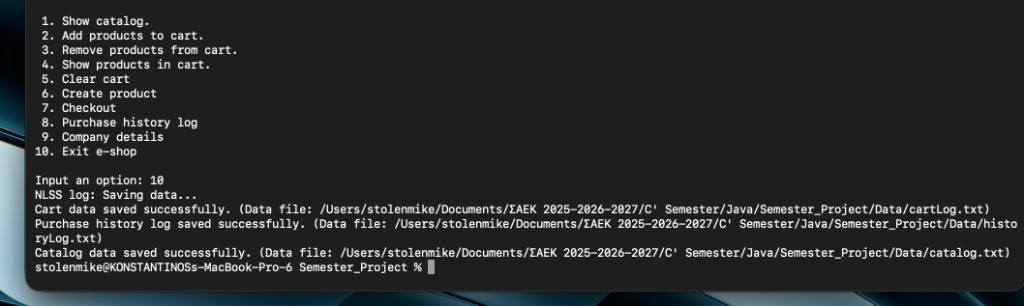 1. Show catalog.
2. Add products to cart.
3. Remove products from cart.
4. Show products in cart.
5. Clear cart
6. Create product
7. Checkout
8. Purchase history log
9. Company details
10. Exit e-shop
Input an option: 10
NLSS log: Saving data...
Cart data saved successfully. (Data file: /Users/stolenmike/Documents/ΣΑΕΚ 2025-2026-2027/C' Semester/Java/Semester_Project/Data/cartLog.txt)
Purchase history log saved successfully. (Data file: /Users/stolenmike/Documents/ΣΑΕΚ 2025-2026-2027/C' Semester/Java/Semester_Project/Data/histo
ryLog.txt)
Catalog data saved successfully. (Data file: /Users/stolenmike/Documents/ΣΑΕΚ 2025-2026-2027/C' Semester/Java/Semester_Project/Data/catalog.txt)
stolenmike@KONSTANTINOSs-MacBook-Pro-6 Semester_Project %